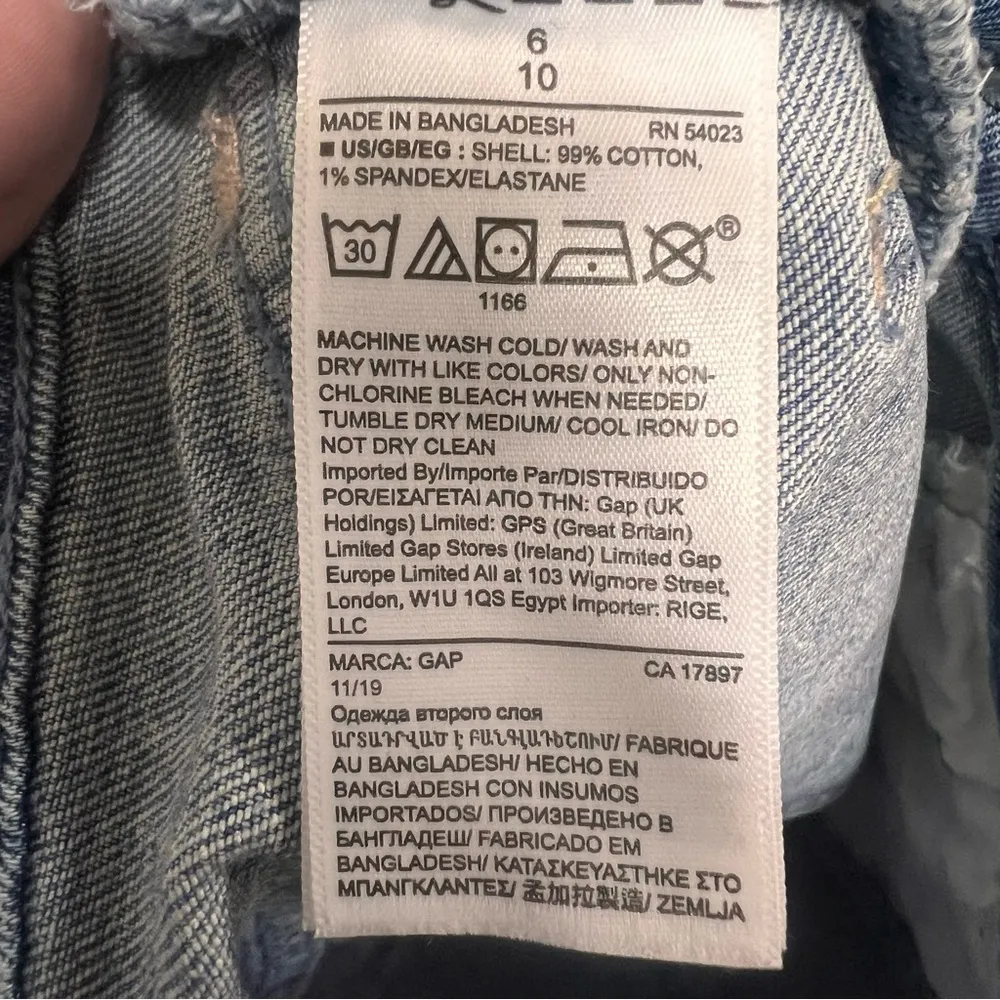 6
10
MADE IN BANGLADESH RN 54023
■ US/GB/EG : SHELL: 99% COTTON,
1% SPANDEX/ELASTANE
30
®
1166
MACHINE WASH COLD/ WASH AND
DRY WITH LIKE COLORS/ ONLY NON-
CHLORINE BLEACH WHEN NEEDED/
TUMBLE DRY MEDIUM/ COOL IRON/ DO
NOT DRY CLEAN
Imported By/Importe Par/DISTRIBUIDO
POR/ΕΙΣΑΓΕΤΑΙ ΑΠΟ ΤΗΝ: Gap (UK
Holdings) Limited: GPS (Great Britain)
Limited Gap Stores (Ireland) Limited Gap
Europe Limited All at 103 Wigmore Street,
London, W1U 1QS Egypt Importer: RIGE,
LLC
MARCA: GAP CA 17897
11/19
Одежда второго слоя
ԱՐՏԱԴՐՎԱԾ Է ԲԱՆԳԼԱԴԵՇՈՒՄ/ FABRIQUE
AU BANGLADESH/ HECHO EN
BANGLADESH CON INSUMOS
IMPORTADOS/ ПРОИЗВЕДЕНО В
БАНГЛАДЕШ/ FABRICADO EM
BANGLADESH/ ΚΑΤΑΣΚΕΥΑΣΤΗΚΕ ΣΤΟ
ΜΠΑΝΓΚΛΑΝΤΕΣ/ 孟加拉製造/ ZEMLJA